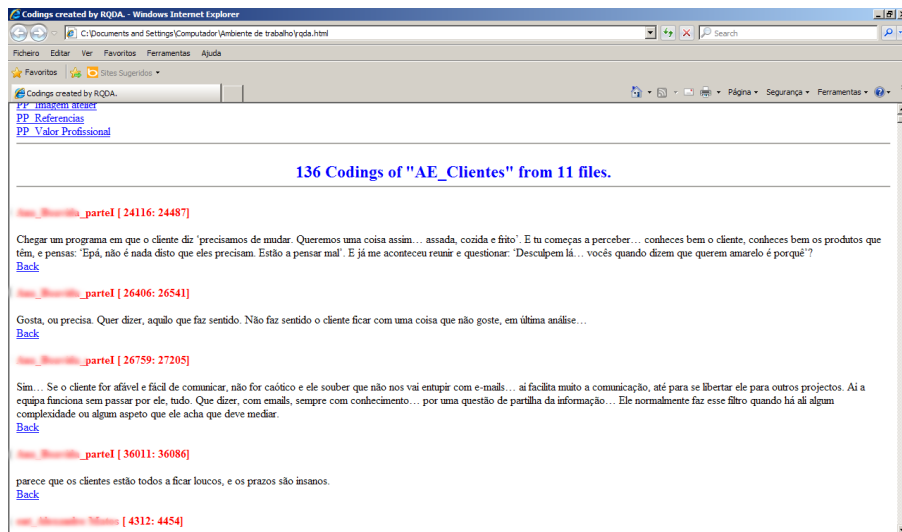 Codings created by RQDA. - Windows Internet Explorer
C:\Documents and Settings\Computador\Ambiente de trabalho\rqda.html
Search
Ficheiro Editar Ver Favoritos Ferramentas Ajuda
Favoritos Sites Sugeridos
Codings created by RQDA.
Página Segurança Ferramentas
PP_Imagem atelier
PP_Referencias
PP_Valor Profissional
136 Codings of "AE_Clientes" from 11 files.
_parteI [ 24116: 24487]
Chegar um programa em que o cliente diz ‘precisamos de mudar. Queremos uma coisa assim… assada, cozida e frito’. E tu começas a perceber… conheces bem o cliente, conheces bem os produtos que
têm, e pensas: ‘Epá, não é nada disto que eles precisam. Estão a pensar mal’. E já me aconteceu reunir e questionar: ‘Desculpem lá… vocês quando dizem que querem amarelo é porquê’?
Back
_parteI [ 26406: 26541]
Gosta, ou precisa. Quer dizer, aquilo que faz sentido. Não faz sentido o cliente ficar com uma coisa que não goste, em última análise…
Back
_parteI [ 26759: 27205]
Sim… Se o cliente for afável e fácil de comunicar, não for caótico e ele souber que não nos vai entupir com e-mails… ai facilita muito a comunicação, até para se libertar ele para outros projectos. Ai a
equipa funciona sem passar por ele, tudo. Que dizer, com emails, sempre com conhecimento… por uma questão de partilha da informação… Ele normalmente faz esse filtro quando há ali algum
complexidade ou algum aspeto que ele acha que deve mediar.
Back
_parteI [ 36011: 36086]
parece que os clientes estão todos a ficar loucos, e os prazos são insanos.
Back
[ 4312: 4454]